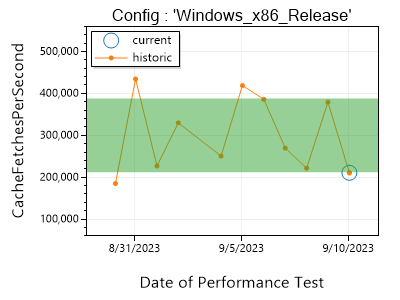 Config : 'Windows_x86_Release'
current
historic
500,000
400,000
300,000
200,000
100,000
CacheFetchesPerSecond
8/31/2023
9/5/2023
9/10/2023
Date of Performance Test